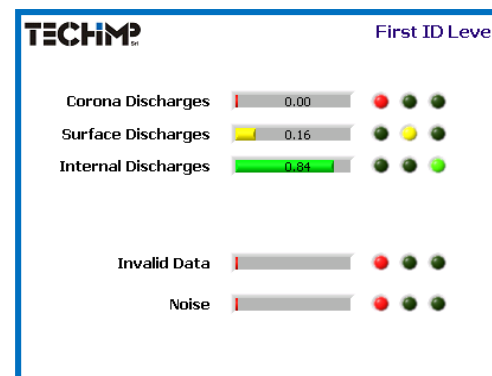 TECHIMP Srl
First ID Leve
Corona Discharges 0.00
Surface Discharges 0.16
Internal Discharges 0.84
Invalid Data
Noise